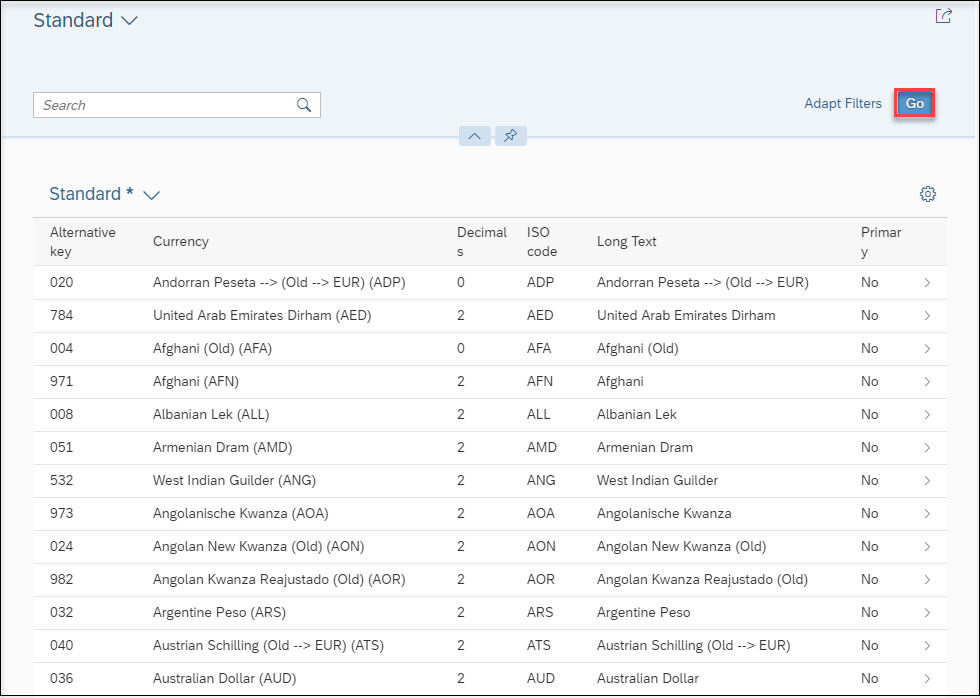 Standard
Search
Adapt Filters Go
Standard *
Alternative key Currency Decimals ISO code Long Text Primary
020 Andorran Peseta --> (Old --> EUR) (ADP) 0 ADP Andorran Peseta --> (Old --> EUR) No
784 United Arab Emirates Dirham (AED) 2 AED United Arab Emirates Dirham No
004 Afghani (Old) (AFA) 0 AFA Afghani (Old) No
971 Afghani (AFN) 2 AFN Afghani No
008 Albanian Lek (ALL) 2 ALL Albanian Lek No
051 Armenian Dram (AMD) 2 AMD Armenian Dram No
532 West Indian Guilder (ANG) 2 ANG West Indian Guilder No
973 Angolanische Kwanza (AOA) 2 AOA Angolanische Kwanza No
024 Angolan New Kwanza (Old) (AON) 2 AON Angolan New Kwanza (Old) No
982 Angolan Kwanza Reajustado (Old) (AOR) 2 AOR Angolan Kwanza Reajustado (Old) No
032 Argentine Peso (ARS) 2 ARS Argentine Peso No
040 Austrian Schilling (Old --> EUR) (ATS) 2 ATS Austrian Schilling (Old --> EUR) No
036 Australian Dollar (AUD) 2 AUD Australian Dollar No